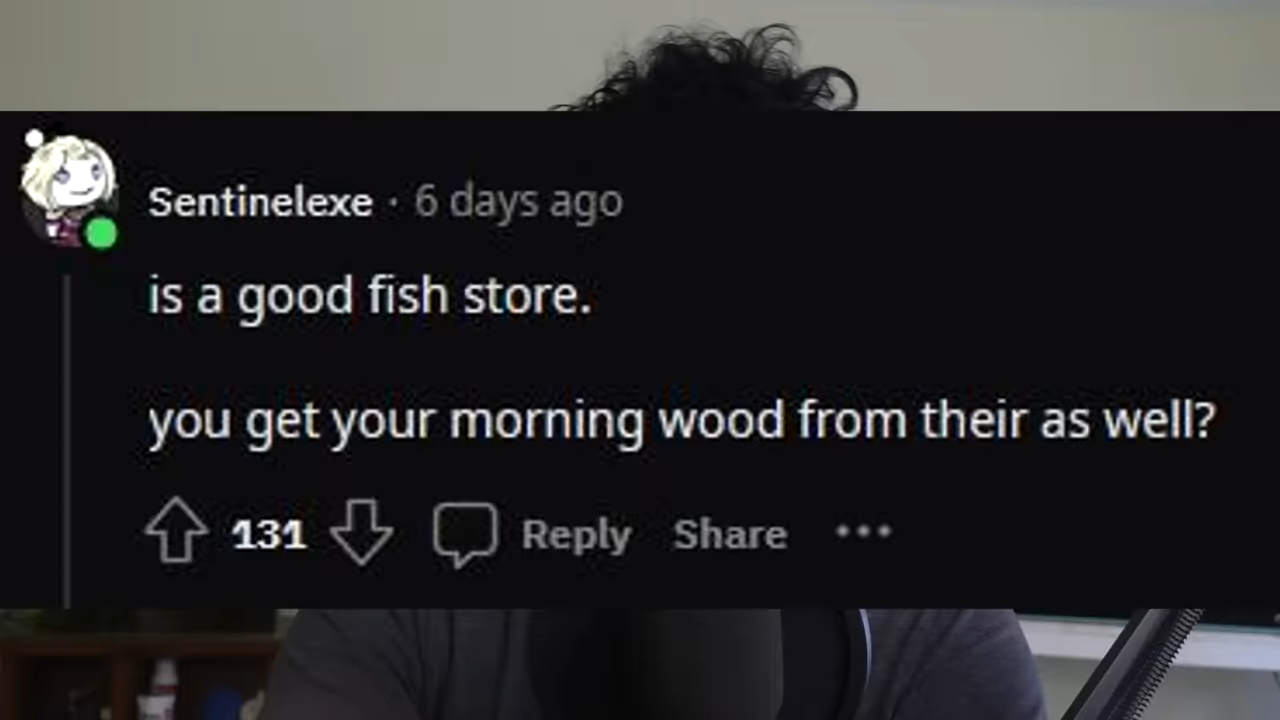 Sentinelexe · 6 days ago
is a good fish store.
you get your morning wood from their as well?
131 Reply Share ...